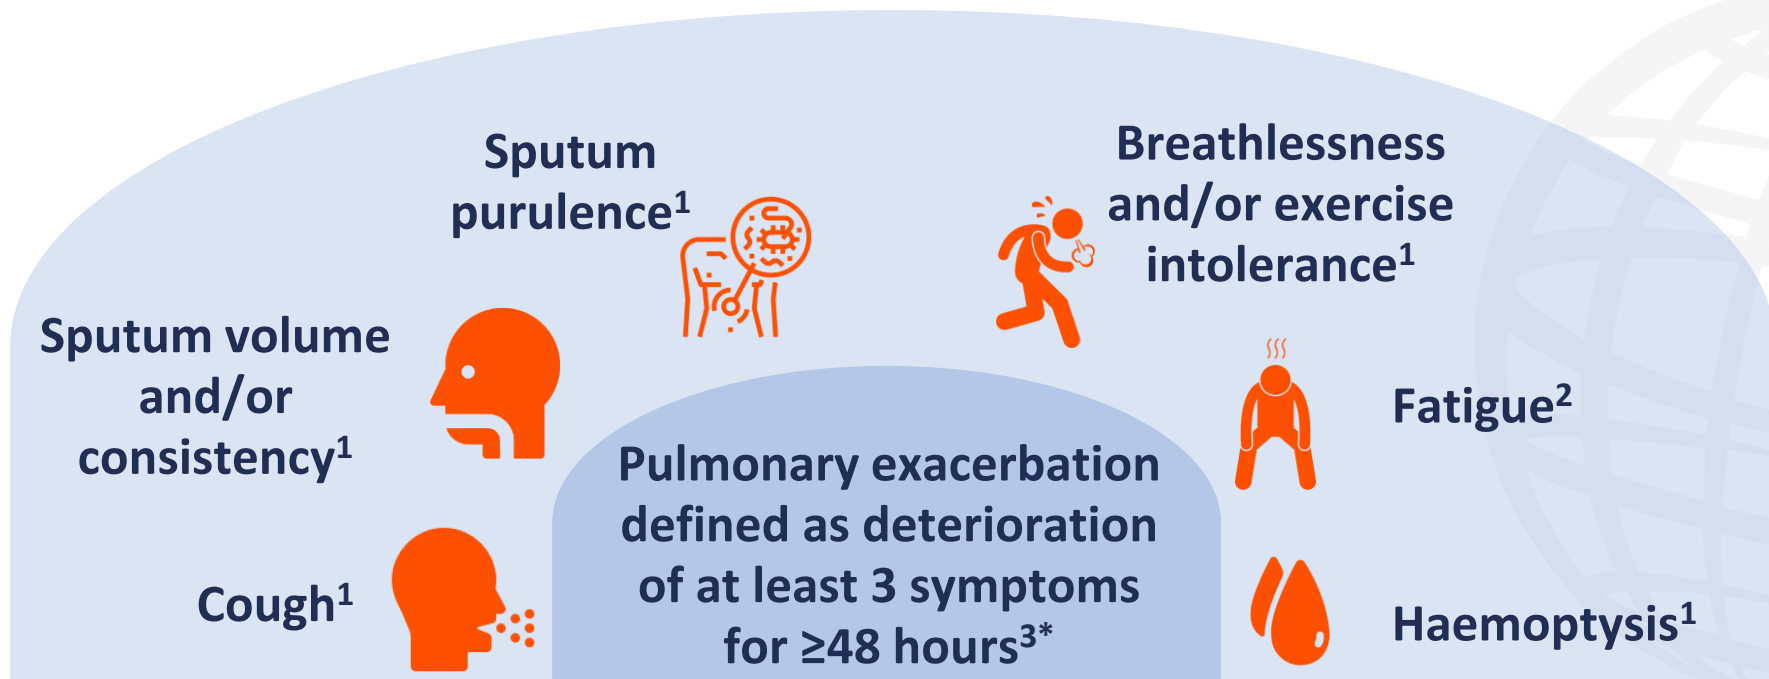 Sputum
purulence¹
Breathlessness
and/or exercise
intolerance¹
Sputum volume
and/or
consistency¹
Fatigue²
Pulmonary exacerbation
defined as deterioration
of at least 3 symptoms
for ≥48 hours³*
Cough¹
Haemoptysis¹